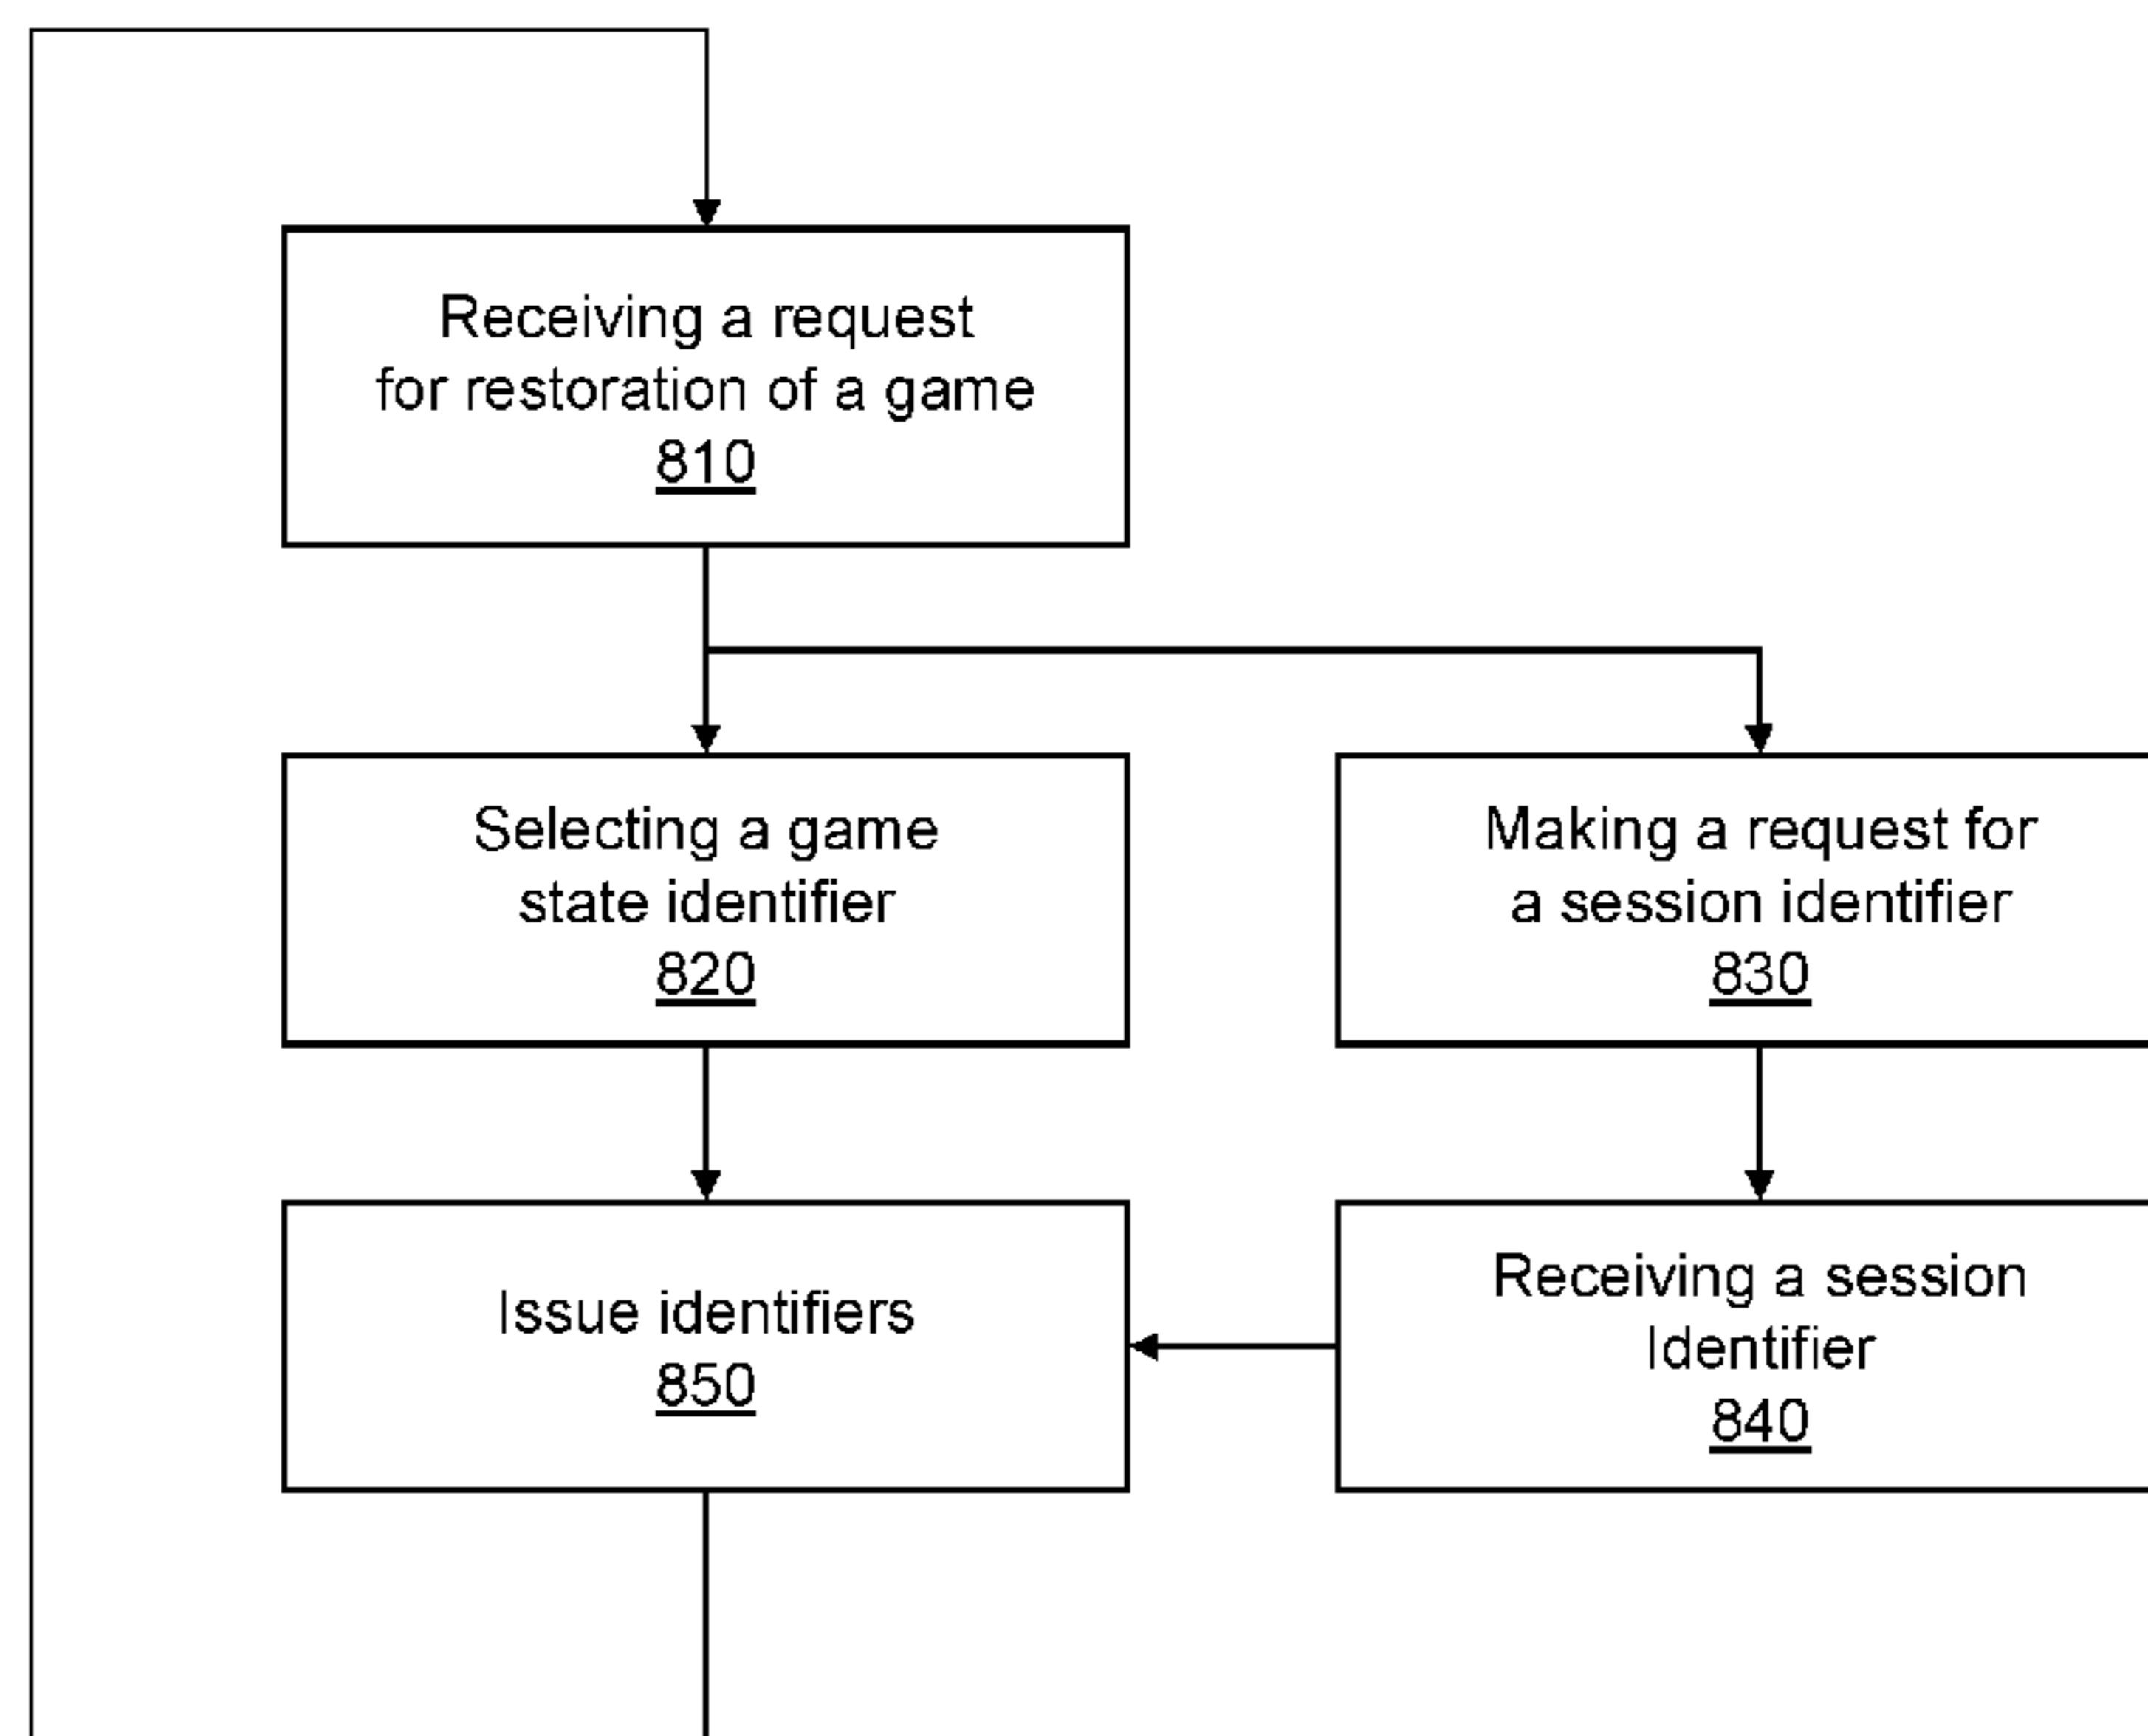 Receiving a request
for restoration of a game
810
Selecting a game
state identifier
820
Making a request for
a session identifier
830
Issue identifiers
850
Receiving a session
Identifier
840